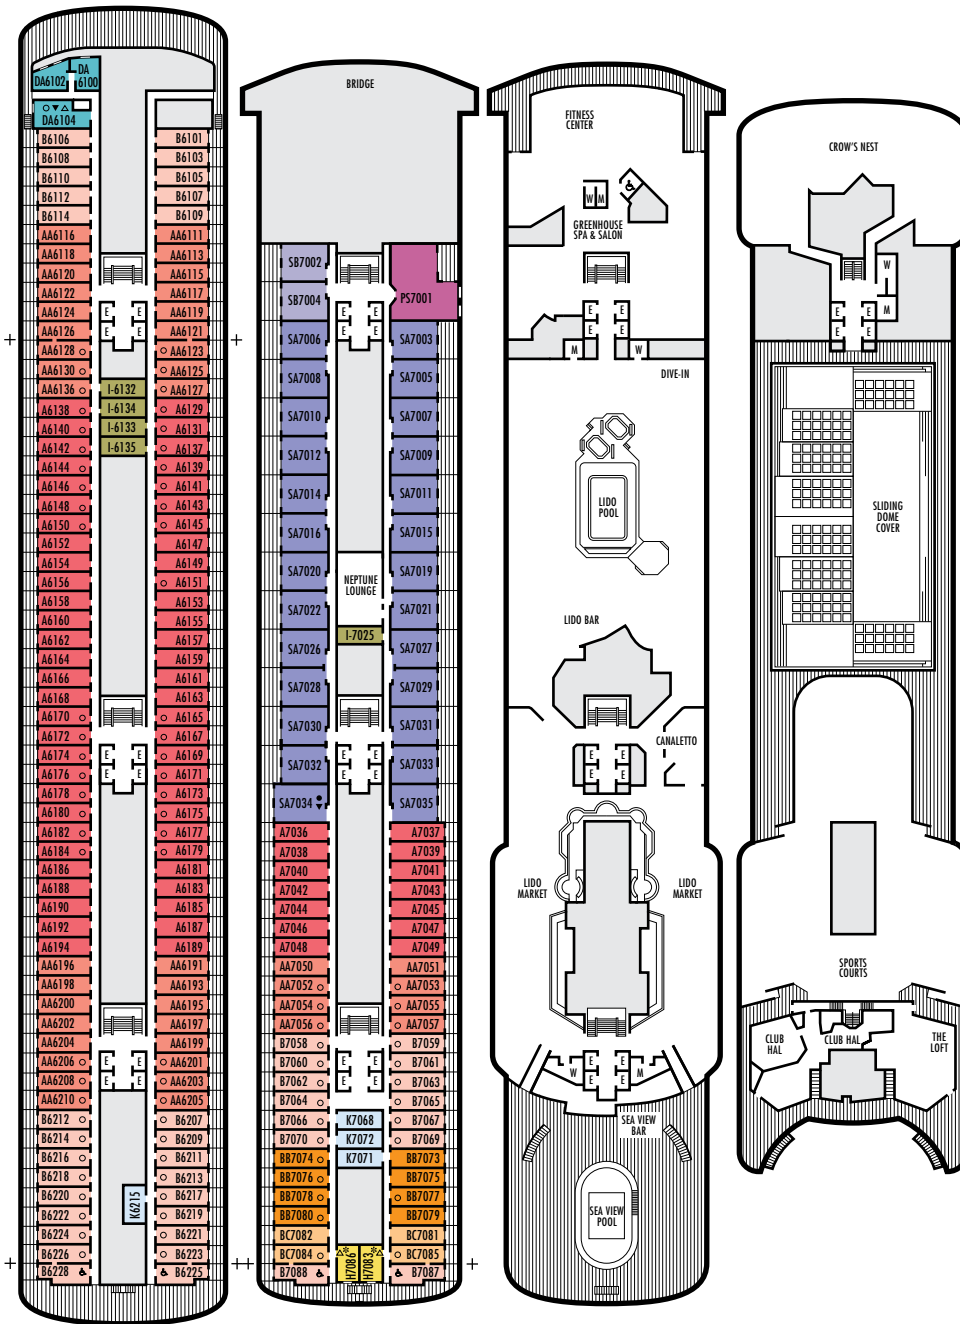 DA6102
DA
6100
DA6104
B6106
B6108
B6110
B6112
B6114
AA6116
AA6118
AA6120
AA6122
AA6124
AA6126
AA6128
AA6130
AA6136
A6138
A6140
A6142
A6144
A6146
A6148
A6150
A6152
A6154
A6156
A6158
A6160
A6162
A6164
A6166
A6168
A6170
A6172
A6174
A6176
A6178
A6180
A6182
A6184
A6186
A6188
A6190
A6192
A6194
AA6196
AA6198
AA6200
AA6202
AA6204
AA6206
AA6208
AA6210
B6212
B6214
B6216
B6218
B6220
B6222
B6224
B6226
B6228
E E
E E
I-6132
I-6134
I-6133
I-6135
E E
E E
E E
E E
K6215
B6101
B6103
B6105
B6107
B6109
AA6111
AA6113
AA6115
AA6117
AA6119
AA6121
AA6123
AA6125
AA6127
A6129
A6131
A6137
A6139
A6141
A6143
A6145
A6147
A6149
A6151
A6153
A6155
A6157
A6159
A6161
A6163
A6165
A6167
A6169
A6171
A6173
A6175
A6177
A6179
A6181
A6183
A6185
A6187
A6189
AA6191
AA6193
AA6195
AA6197
AA6199
AA6201
AA6203
AA6205
B6207
B6209
B6211
B6213
B6217
B6219
B6221
B6223
B6225
BRIDGE
SB7002
SB7004
SA7006
SA7008
SA7010
SA7012
SA7014
SA7016
SA7020
SA7022
SA7026
SA7028
SA7030
SA7032
SA7034
A7036
A7038
A7040
A7042
A7044
A7046
A7048
AA7050
AA7052
AA7054
AA7056
B7058
B7060
B7062
B7064
B7066
B7070
BB7074
BB7076
BB7078
BB7080
BC7082
BC7084
B7088
E E
E E
NEPTUNE
LOUNGE
I-7025
E E
E E
E E
E E
K7068
K7072
K7071
H7086
H7083
PS7001
SA7003
SA7005
SA7007
SA7009
SA7011
SA7015
SA7019
SA7021
SA7027
SA7029
SA7031
SA7033
SA7035
A7037
A7039
A7041
A7043
A7045
A7047
A7049
AA7051
AA7053
AA7055
AA7057
B7059
B7061
B7063
B7065
B7067
B7069
BB7073
BB7075
BB7077
BB7079
BC7081
BC7085
B7087
FITNESS
CENTER
W M
GREENHOUSE
SPA & SALON
E E
E E
M W
DIVE-IN
LIDO
POOL
LIDO BAR
CANALETTO
E E
E E
LIDO
MARKET
LIDO
MARKET
E E
W M
E E
SEA VIEW
BAR
SEA VIEW
POOL
CROW'S NEST
W
M
E E
E E
SLIDING
DOME
COVER
SPORTS
COURTS
CLUB
HAL
CLUB HAL
THE
LOFT